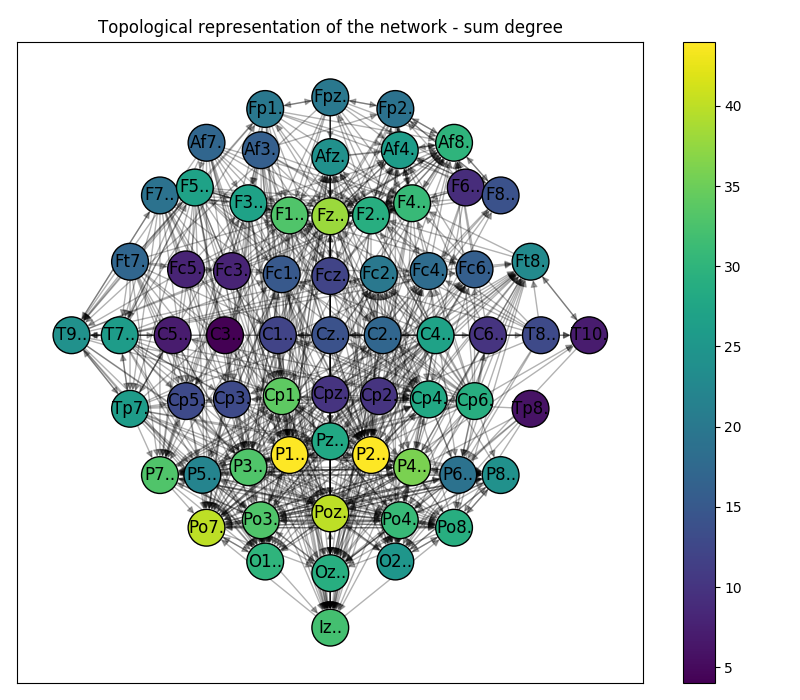 Topological representation of the network - sum degree
Fpz.
Fp1. Fp2.
Af7. Af3. Afz. Af4. Af8.
F7.. F5.. F3.. F1.. Fz.. F2.. F4.. F6.. F8..
Ft7. Fc5. Fc3. Fc1. Fcz. Fc2. Fc4. Fc6. Ft8.
T9.. T7.. C5.. C3.. C1.. Cz.. C2.. C4.. C6.. T8.. T10.
Tp7. Cp5. Cp3. Cp1. Cpz. Cp2. Cp4. Cp6. Tp8.
P7.. P5.. P3.. P1.. Pz.. P2.. P4.. P6.. P8..
Po7. Po3. Poz. Po4. Po8.
O1.. Oz.. O2..
Iz..
40
35
30
25
20
15
10
5